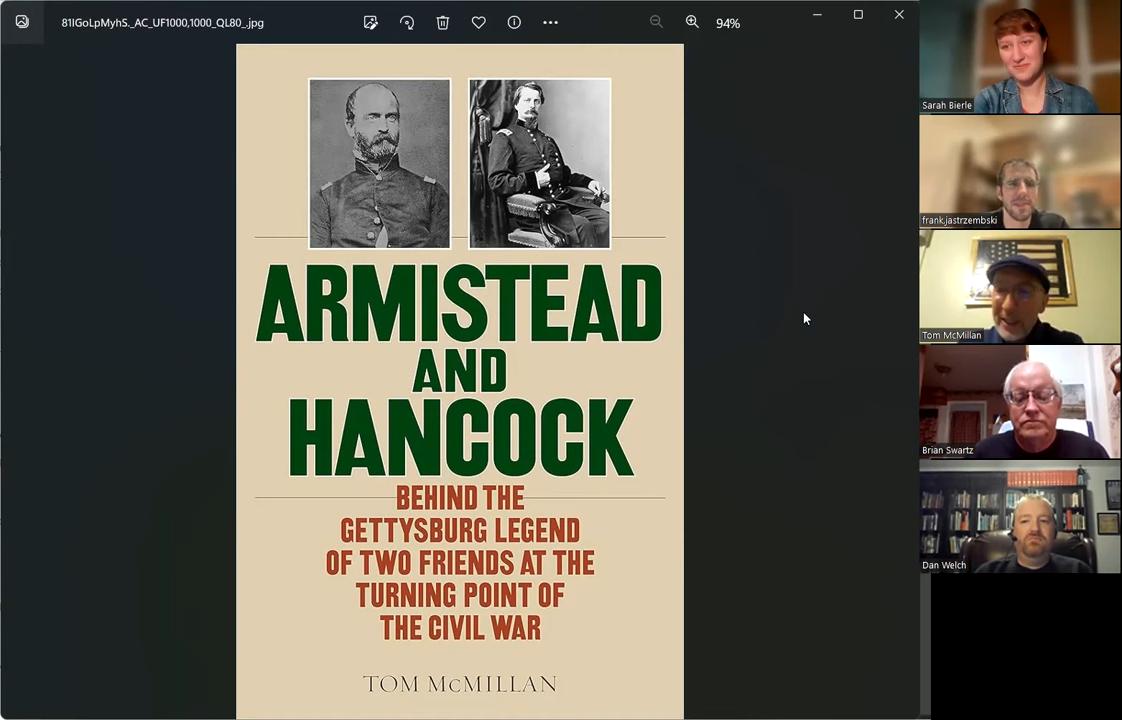 81IGoLpMyhS._AC_UF1000,1000_QL80_.jpg
94%
ARMISTEAD
AND
HANCOCK
BEHIND THE
GETTYSBURG LEGEND
OF TWO FRIENDS AT THE
TURNING POINT OF
THE CIVIL WAR
TOM McMILLAN
Sarah Bierle
frank.jastrzembski
Tom McMillan
Brian Swartz
Dan Welch